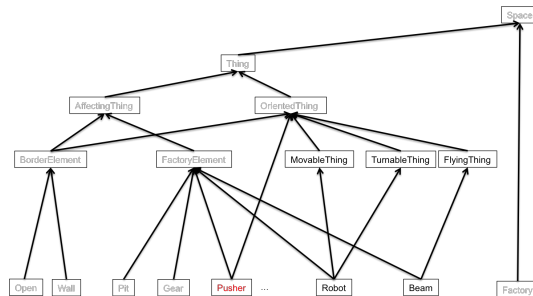 Space
Thing
AffectingThing
OrientedThing
BorderElement
FactoryElement
MovableThing
TurnableThing
FlyingThing
Open
Wall
Pit
Gear
Pusher
...
Robot
Beam
Factory